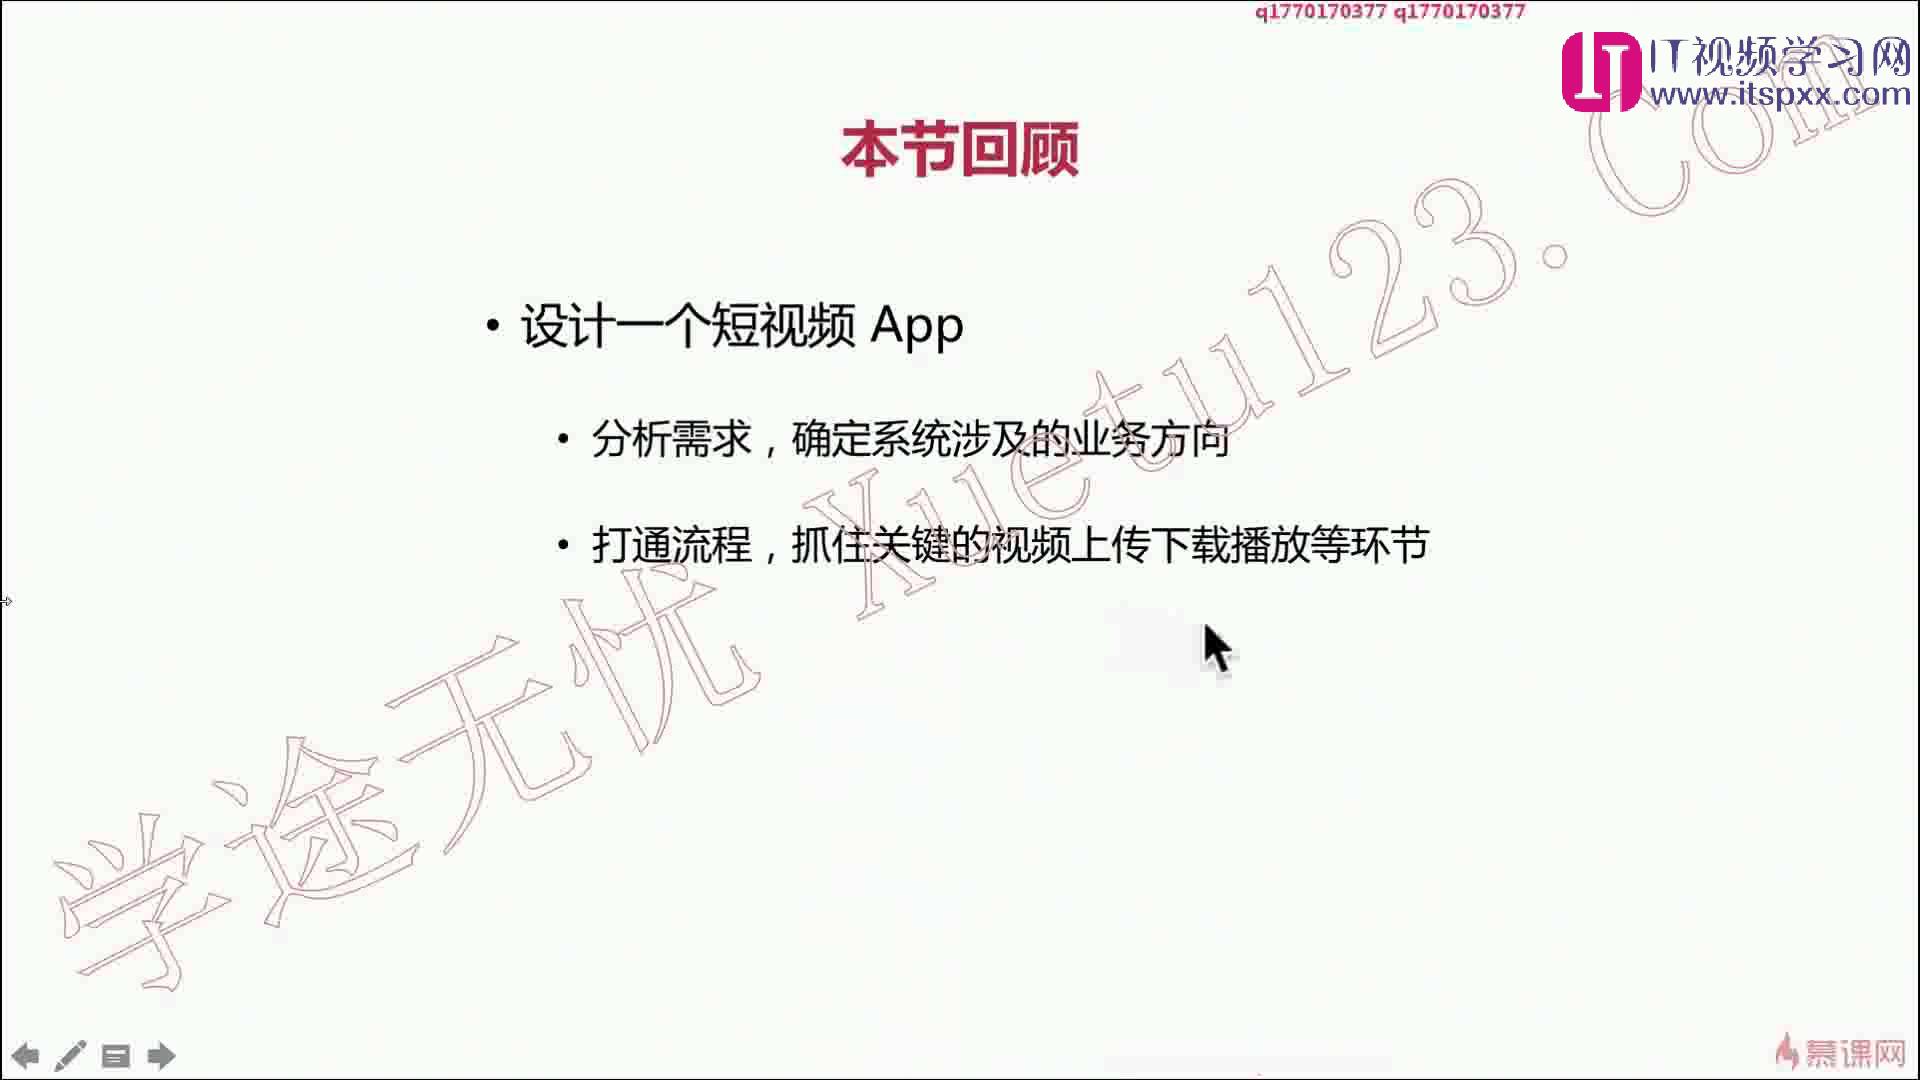 q1770170377 q1770170377
IT视频学习网
www.itspxx.com
本节回顾
• 设计一个短视频 App
• 分析需求，确定系统涉及的业务方向
• 打通流程，抓住关键的视频上传下载播放等环节
学途无忧 Xuetu123.Com
慕课网